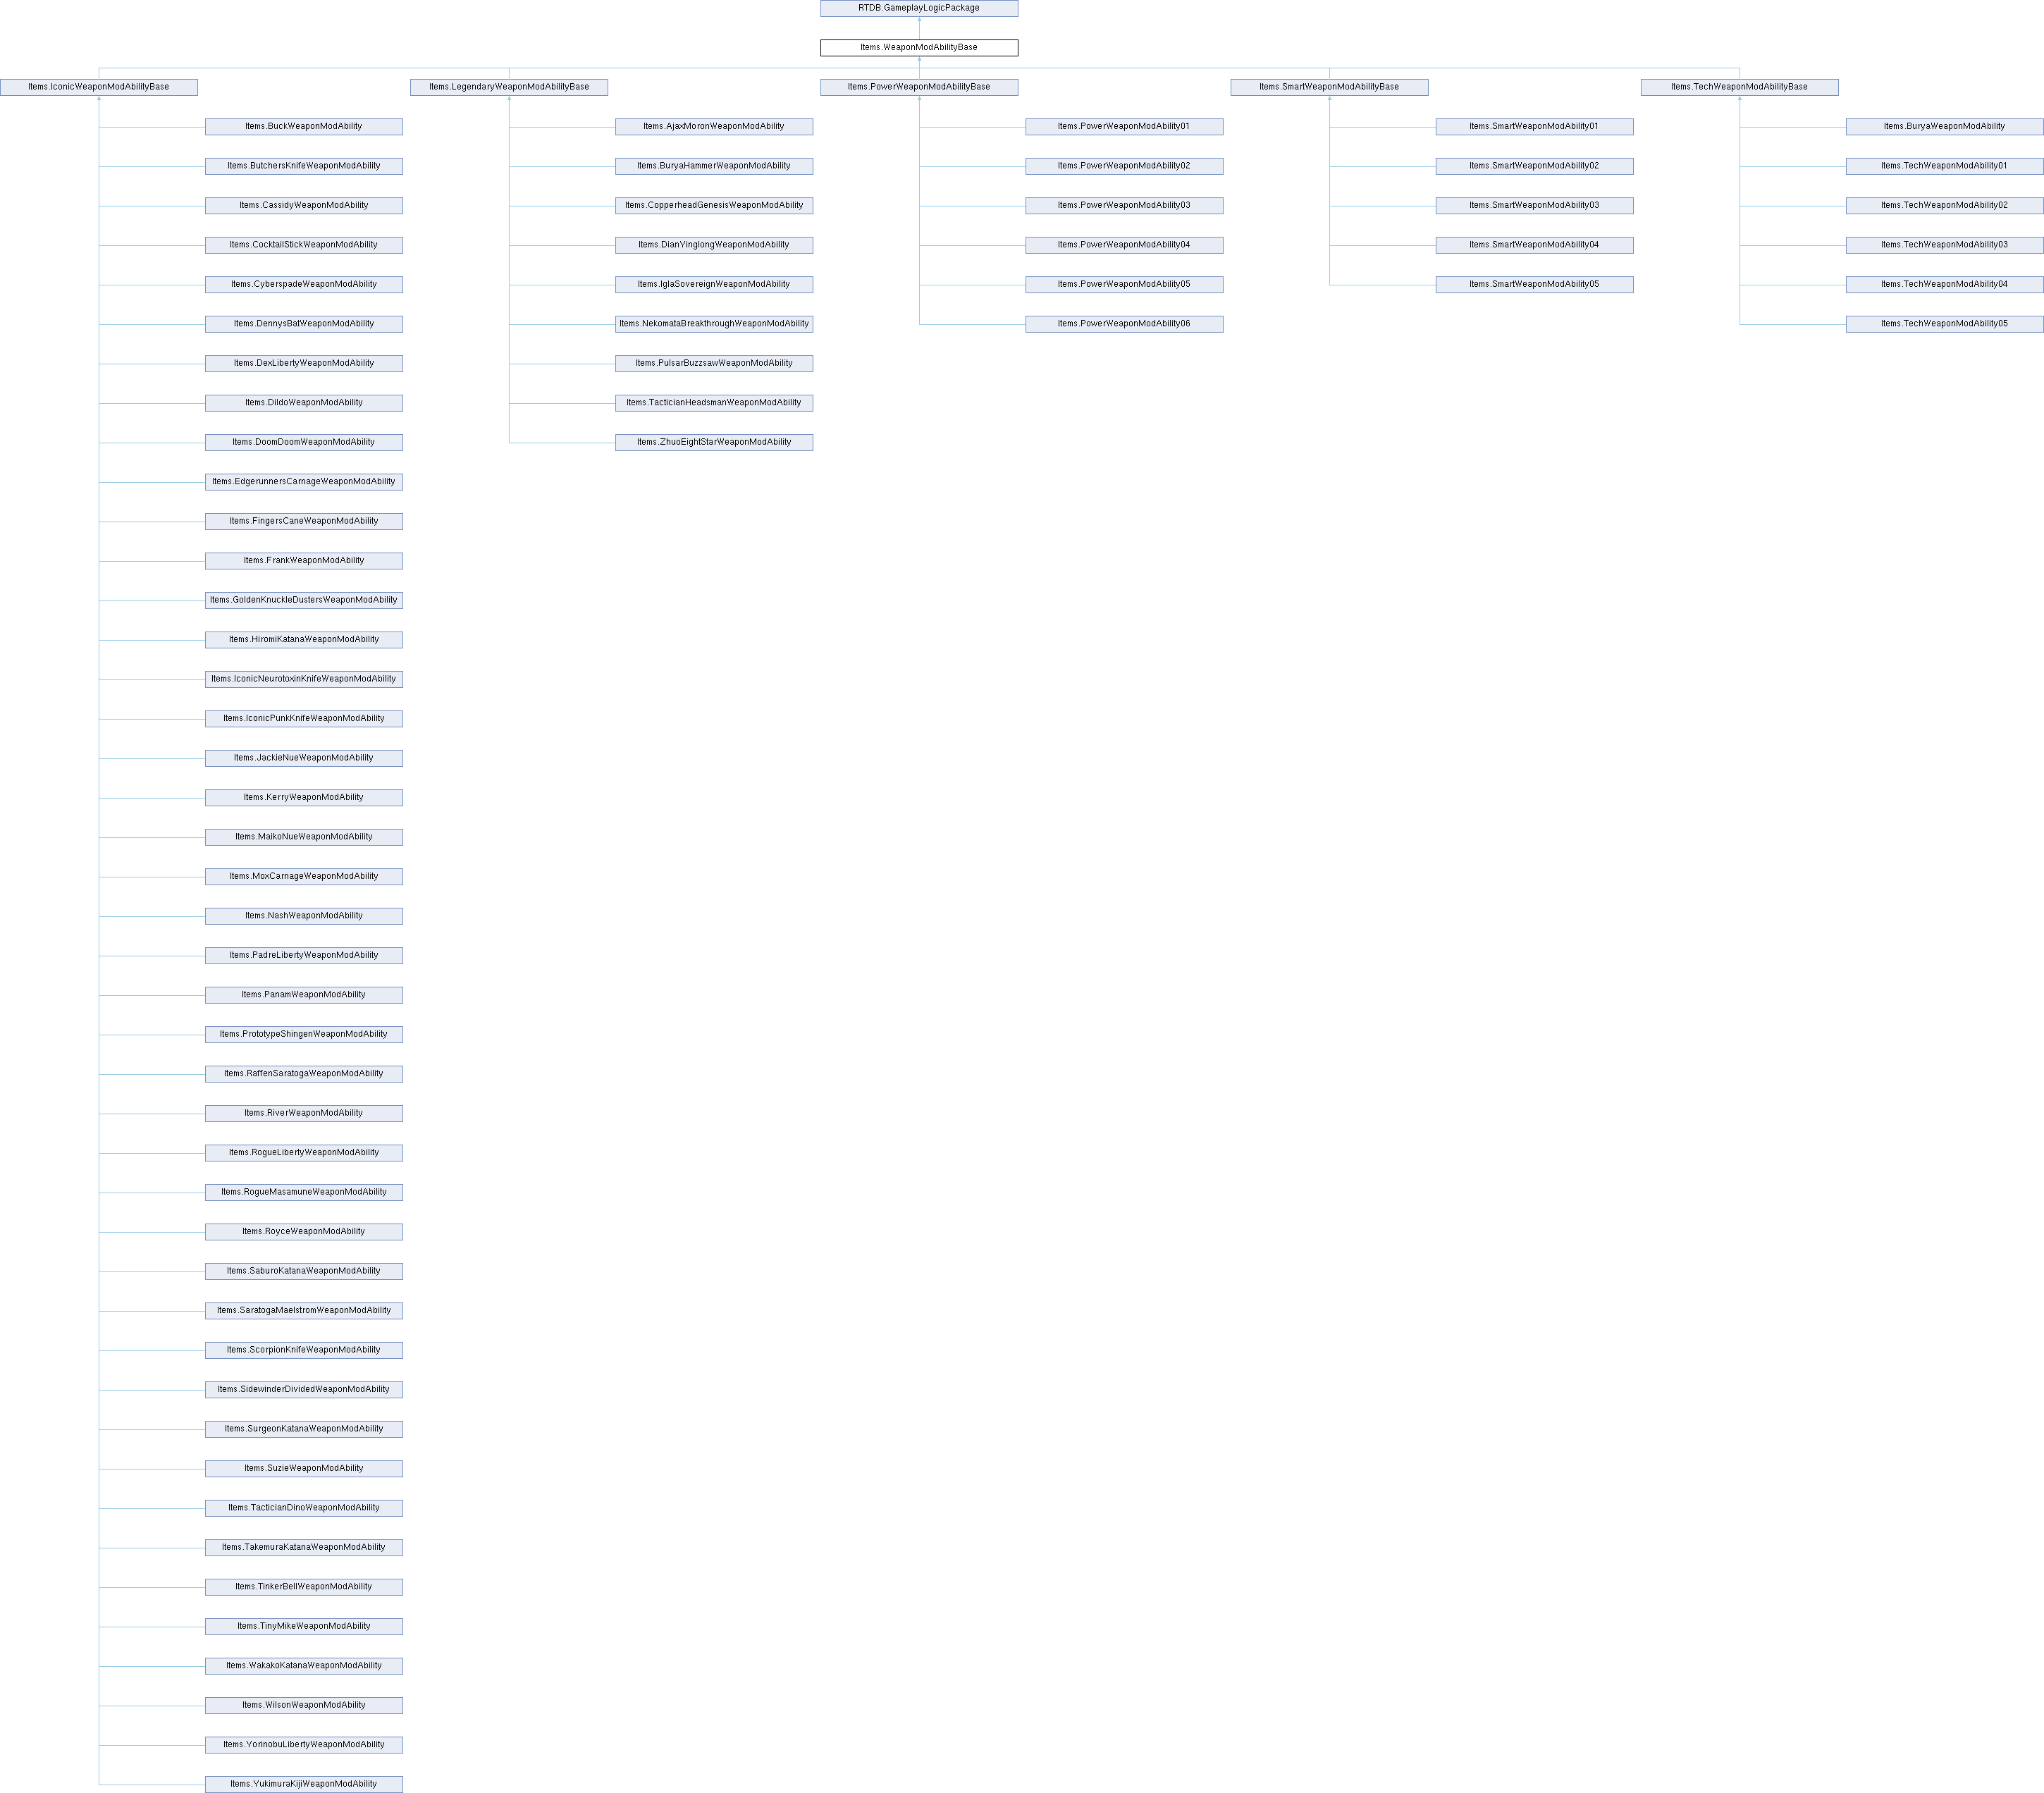 RTDB.GameplayLogicPackage
Items.WeaponModAbilityBase
Items.IconicWeaponModAbilityBase
Items.LegendaryWeaponModAbilityBase
Items.PowerWeaponModAbilityBase
Items.SmartWeaponModAbilityBase
Items.TechWeaponModAbilityBase
Items.BuckWeaponModAbility
Items.AjaxMoronWeaponModAbility
Items.PowerWeaponModAbility01
Items.SmartWeaponModAbility01
Items.BuryaWeaponModAbility
Items.ButchersKnifeWeaponModAbility
Items.BuryaHammerWeaponModAbility
Items.PowerWeaponModAbility02
Items.SmartWeaponModAbility02
Items.TechWeaponModAbility01
Items.CassidyWeaponModAbility
Items.CopperheadGenesisWeaponModAbility
Items.PowerWeaponModAbility03
Items.SmartWeaponModAbility03
Items.TechWeaponModAbility02
Items.CocktailStickWeaponModAbility
Items.DianYinglongWeaponModAbility
Items.PowerWeaponModAbility04
Items.SmartWeaponModAbility04
Items.TechWeaponModAbility03
Items.CyberspadeWeaponModAbility
Items.IglaSovereignWeaponModAbility
Items.PowerWeaponModAbility05
Items.SmartWeaponModAbility05
Items.TechWeaponModAbility04
Items.DennysBatWeaponModAbility
Items.NekomataBreakthroughWeaponModAbility
Items.PowerWeaponModAbility06
Items.TechWeaponModAbility05
Items.DexLibertyWeaponModAbility
Items.PulsarBuzzsawWeaponModAbility
Items.DildoWeaponModAbility
Items.TacticianHeadsmanWeaponModAbility
Items.DoomDoomWeaponModAbility
Items.ZhuoEightStarWeaponModAbility
Items.EdgerunnersCarnageWeaponModAbility
Items.FingersCaneWeaponModAbility
Items.FrankWeaponModAbility
Items.GoldenKnuckleDustersWeaponModAbility
Items.HiromiKatanaWeaponModAbility
Items.IconicNeurotoxinKnifeWeaponModAbility
Items.IconicPunkKnifeWeaponModAbility
Items.JackieNueWeaponModAbility
Items.KerryWeaponModAbility
Items.MaikoNueWeaponModAbility
Items.MoxCarnageWeaponModAbility
Items.NashWeaponModAbility
Items.PadreLibertyWeaponModAbility
Items.PanamWeaponModAbility
Items.PrototypeShingenWeaponModAbility
Items.RaffenSaratogaWeaponModAbility
Items.RiverWeaponModAbility
Items.RogueLibertyWeaponModAbility
Items.RogueMasamuneWeaponModAbility
Items.RoyceWeaponModAbility
Items.SaburoKatanaWeaponModAbility
Items.SaratogaMaelstromWeaponModAbility
Items.ScorpionKnifeWeaponModAbility
Items.SidewinderDividedWeaponModAbility
Items.SurgeonKatanaWeaponModAbility
Items.SuzieWeaponModAbility
Items.TacticianDinoWeaponModAbility
Items.TakemuraKatanaWeaponModAbility
Items.TinkerBellWeaponModAbility
Items.TinyMikeWeaponModAbility
Items.WakakoKatanaWeaponModAbility
Items.WilsonWeaponModAbility
Items.YorinobuLibertyWeaponModAbility
Items.YukimuraKijiWeaponModAbility